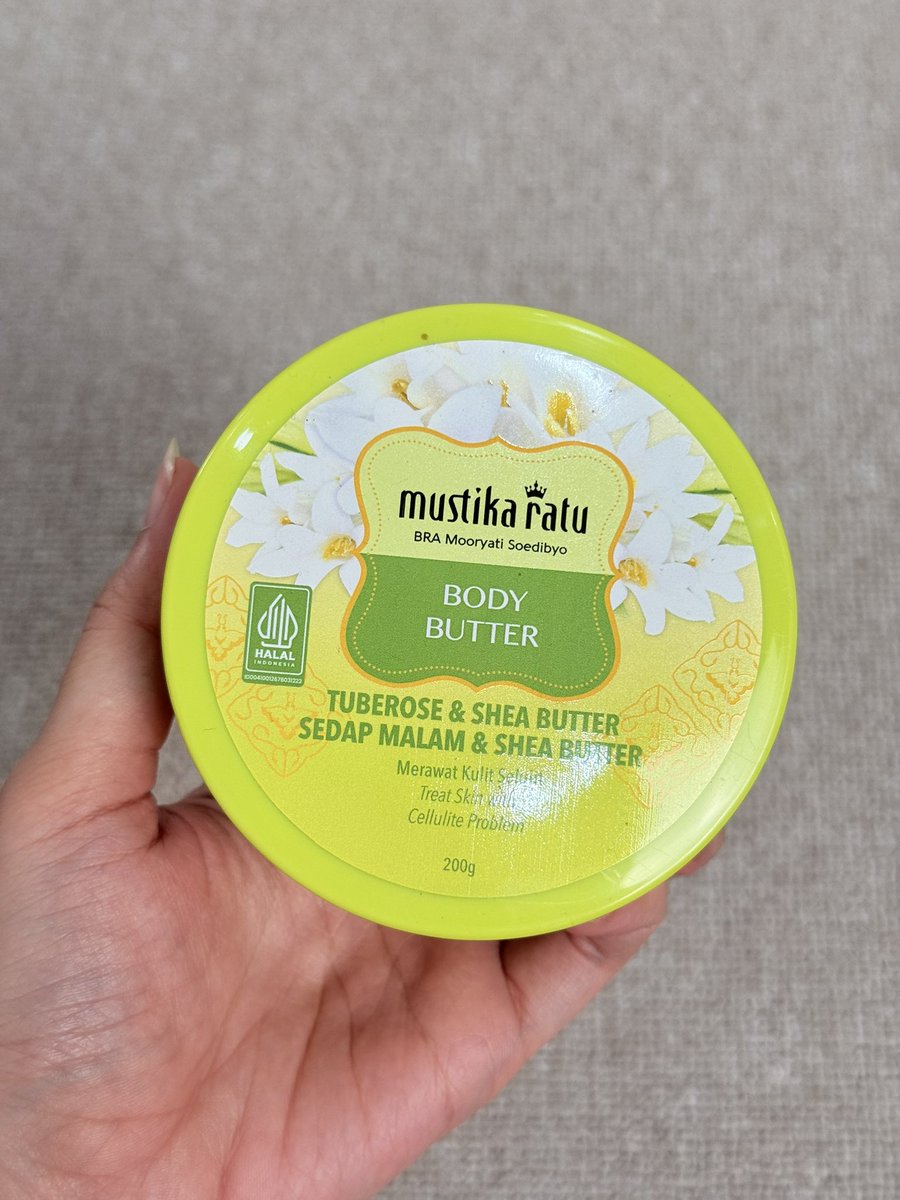 mustika ratu
BRA Mooryati Soedibyo
BODY
BUTTER
HALAL
INDONESIA
TUBEROSE & SHEA BUTTER
SEDAP MALAM & SHEA BUTTER
Merawat Kulit
Treat Skin with
Cellulite Problem
200g